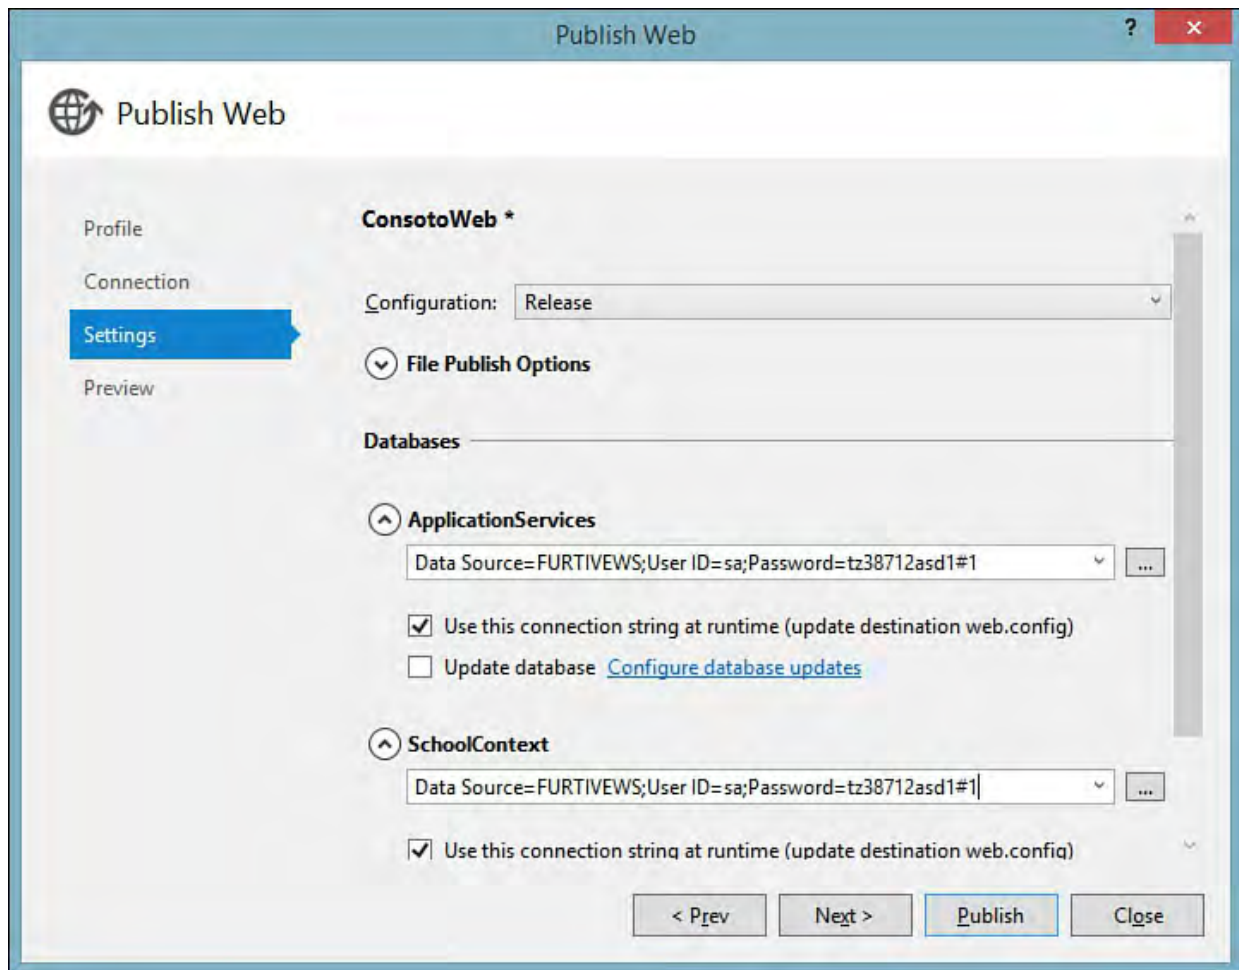 Publish Web
?
Publish Web
Profile
Connection
Settings
Preview
ConsotoWeb *
Configuration: Release
File Publish Options
Databases
ApplicationServices
Data Source=FURTIVEWS;User ID=sa;Password=tz38712asd1#1
...
Use this connection string at runtime (update destination web.config)
Update database Configure database updates
SchoolContext
Data Source=FURTIVEWS;User ID=sa;Password=tz38712asd1#1
...
Use this connection string at runtime (update destination web.config)
< Prev Next > Publish Close